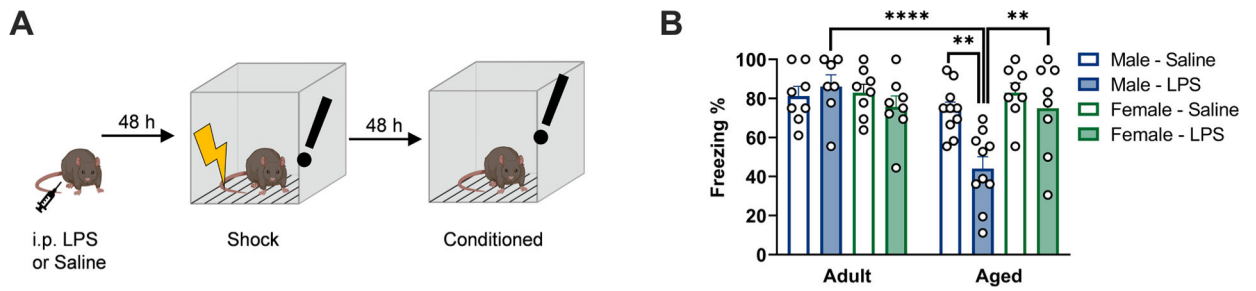 A
48 h
48 h
i.p. LPS
or Saline
Shock
Conditioned
B
****
**
**
Freezing %
100
80
60
40
20
0
Adult
Aged
Male - Saline
Male - LPS
Female - Saline
Female - LPS